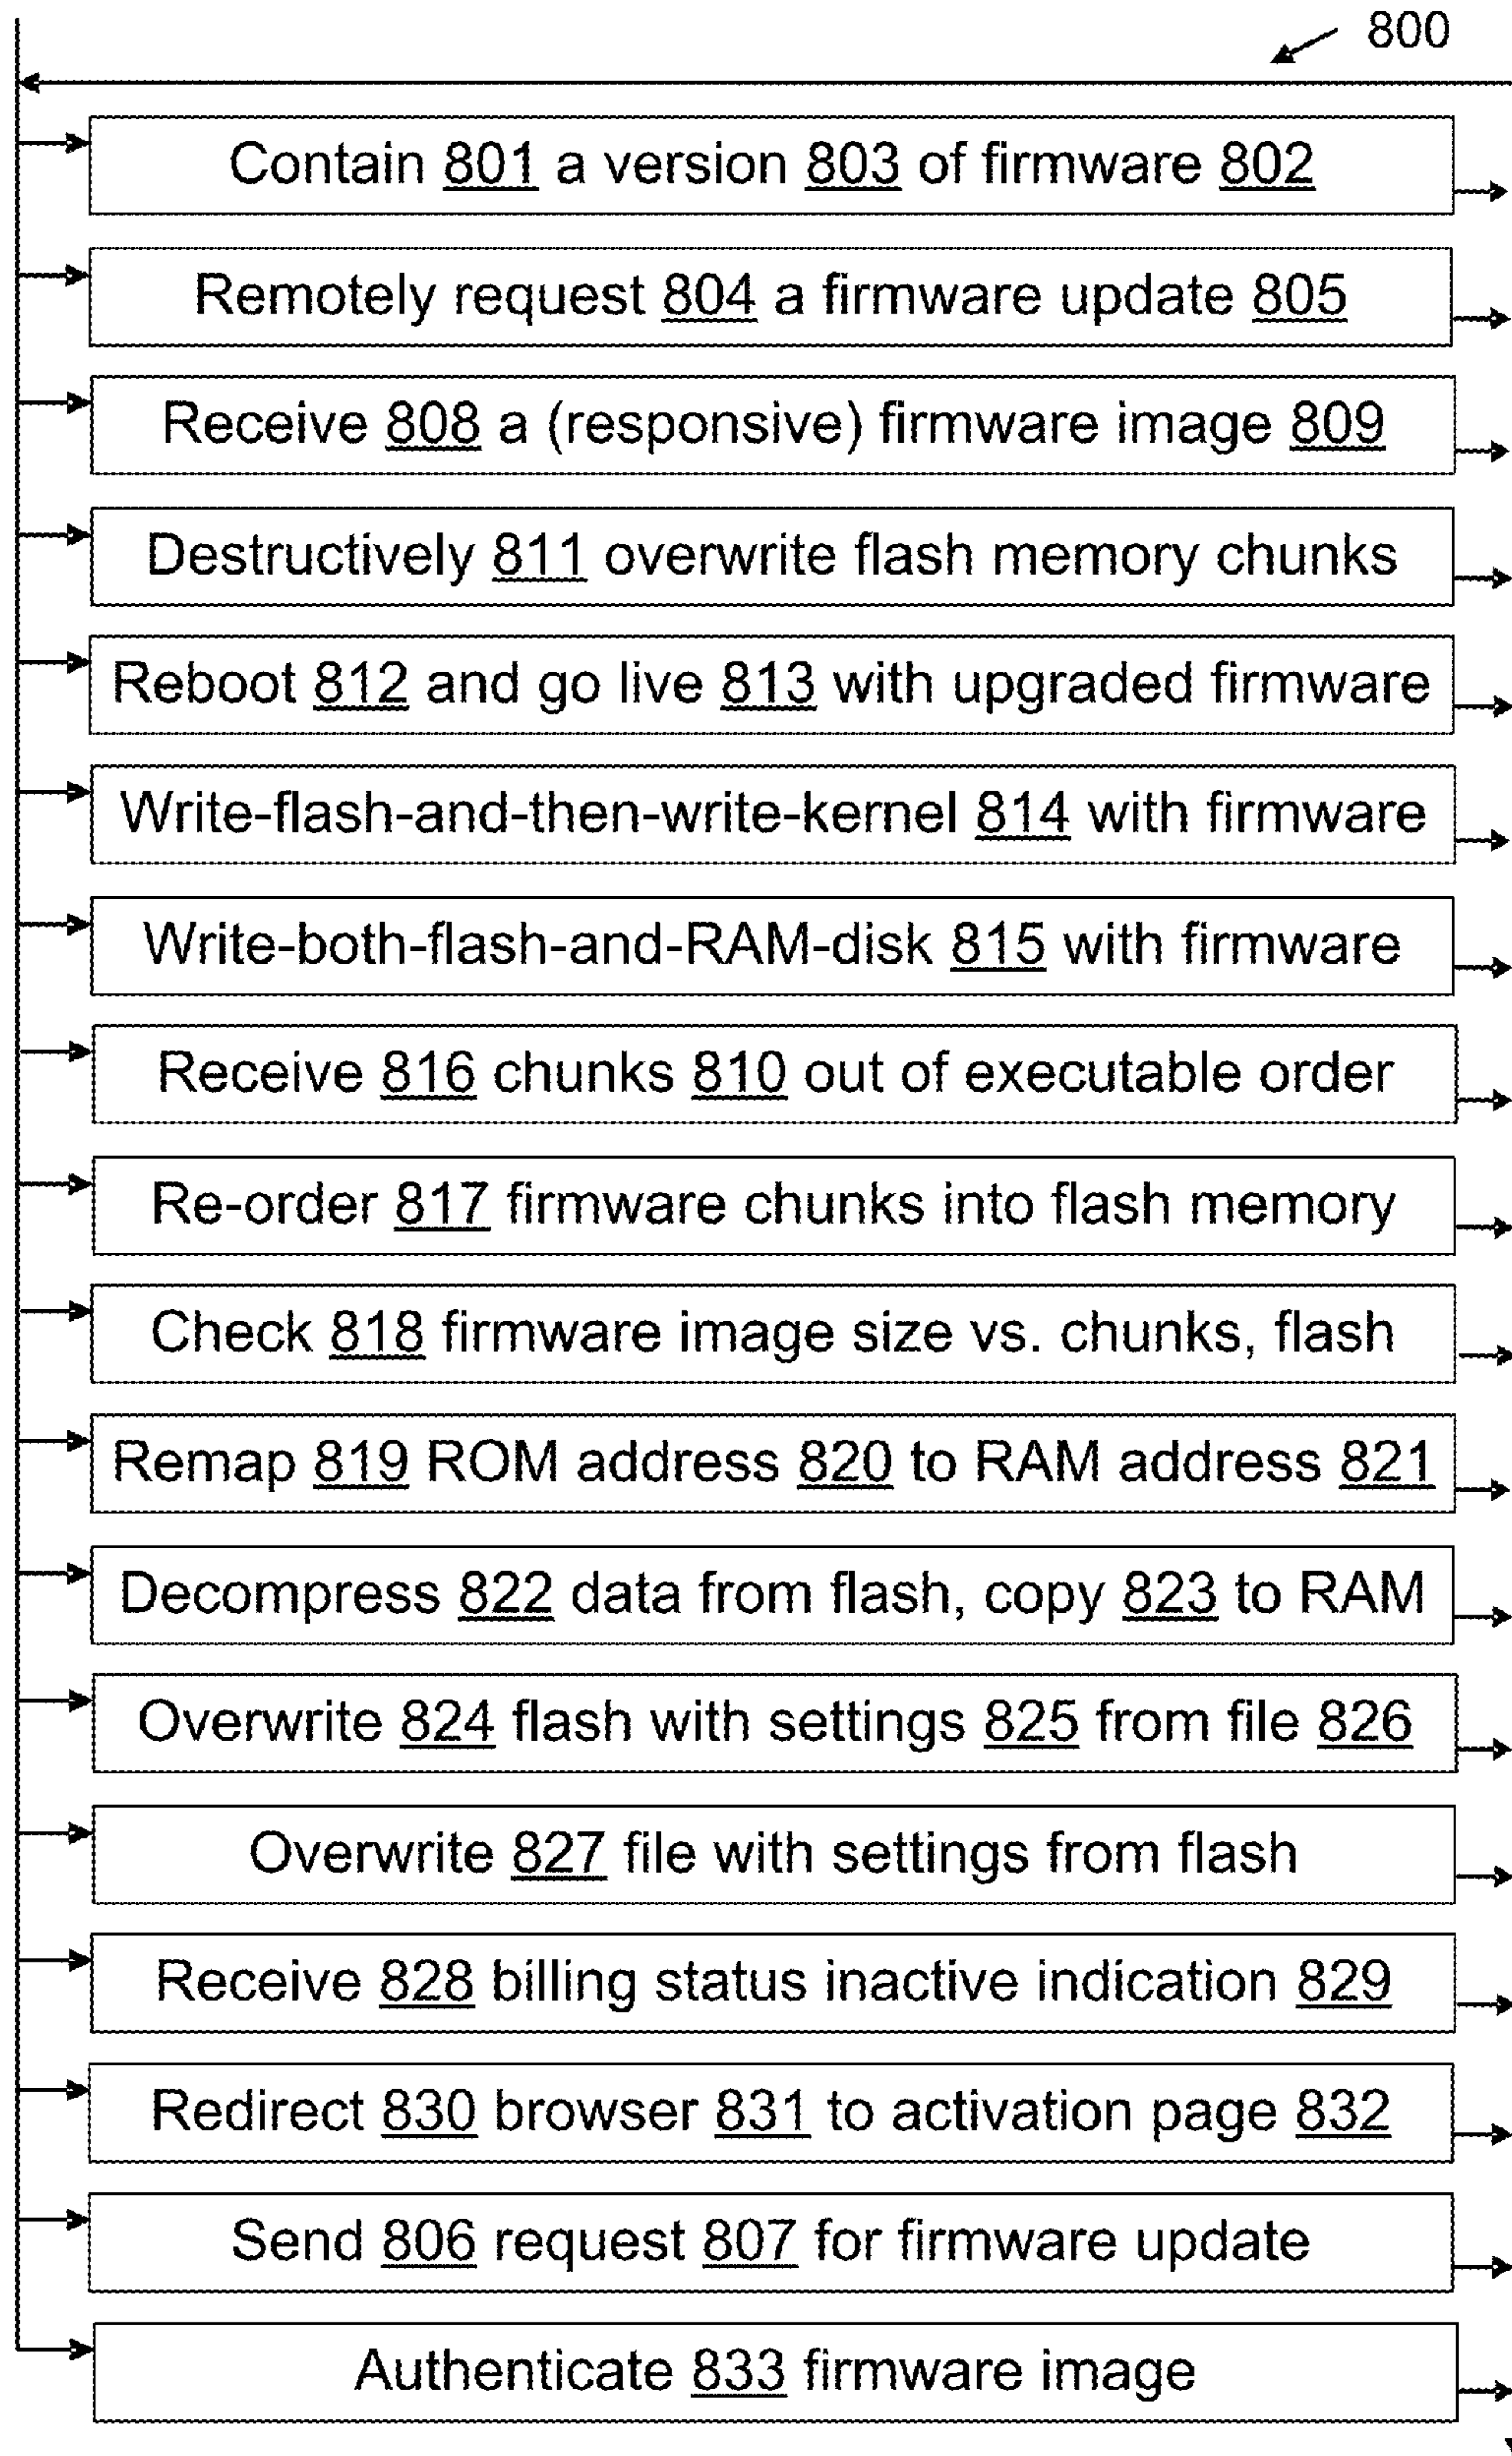 800
Contain 801 a version 803 of firmware 802
Remotely request 804 a firmware update 805
Receive 808 a (responsive) firmware image 809
Destructively 811 overwrite flash memory chunks
Reboot 812 and go live 813 with upgraded firmware
Write-flash-and-then-write-kernel 814 with firmware
Write-both-flash-and-RAM-disk 815 with firmware
Receive 816 chunks 810 out of executable order
Re-order 817 firmware chunks into flash memory
Check 818 firmware image size vs. chunks, flash
Remap 819 ROM address 820 to RAM address 821
Decompress 822 data from flash, copy 823 to RAM
Overwrite 824 flash with settings 825 from file 826
Overwrite 827 file with settings from flash
Receive 828 billing status inactive indication 829
Redirect 830 browser 831 to activation page 832
Send 806 request 807 for firmware update
Authenticate 833 firmware image